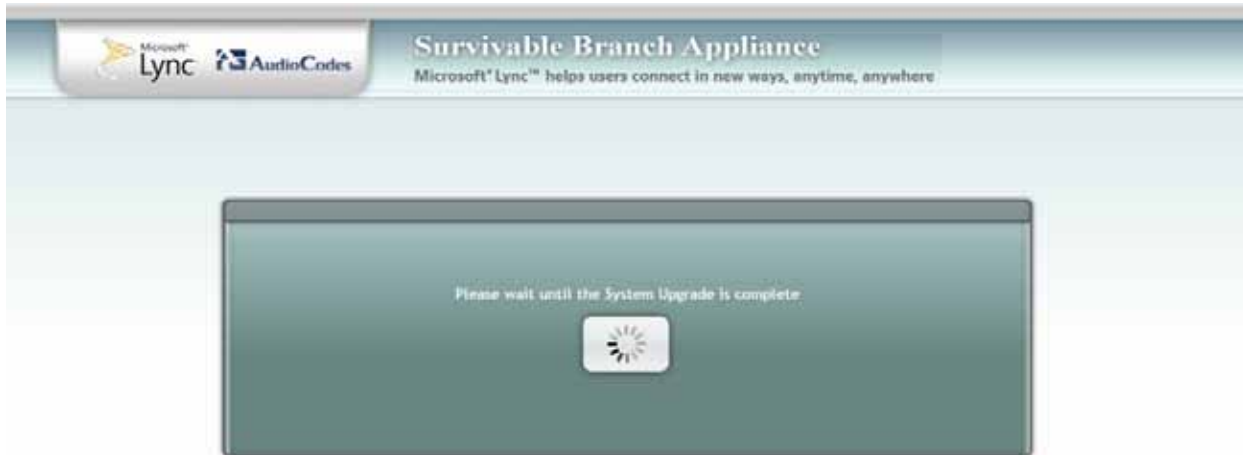 Microsoft®
Lync
AudioCodes
Survivable Branch Appliance
Microsoft® Lync™ helps users connect in new ways, anytime, anywhere
Please wait until the System Upgrade is complete